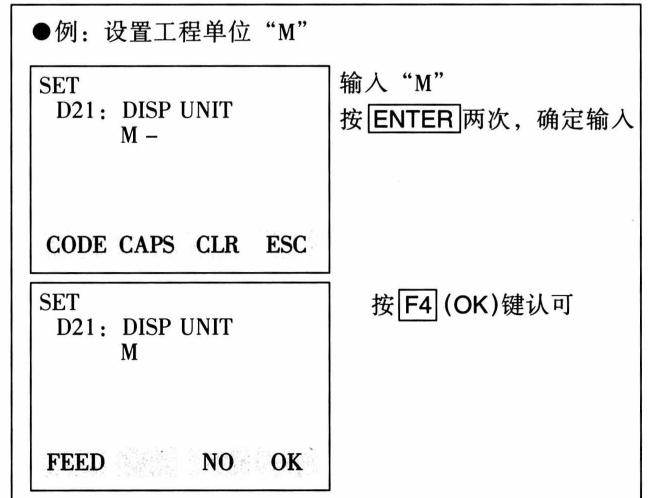 ●例：设置工程单位“M”
SET
D21：DISP UNIT
M –
CODE CAPS CLR ESC
输入“M”
按ENTER两次，确定输入
SET
D21：DISP UNIT
M
FEED NO OK
按F4(OK)键认可